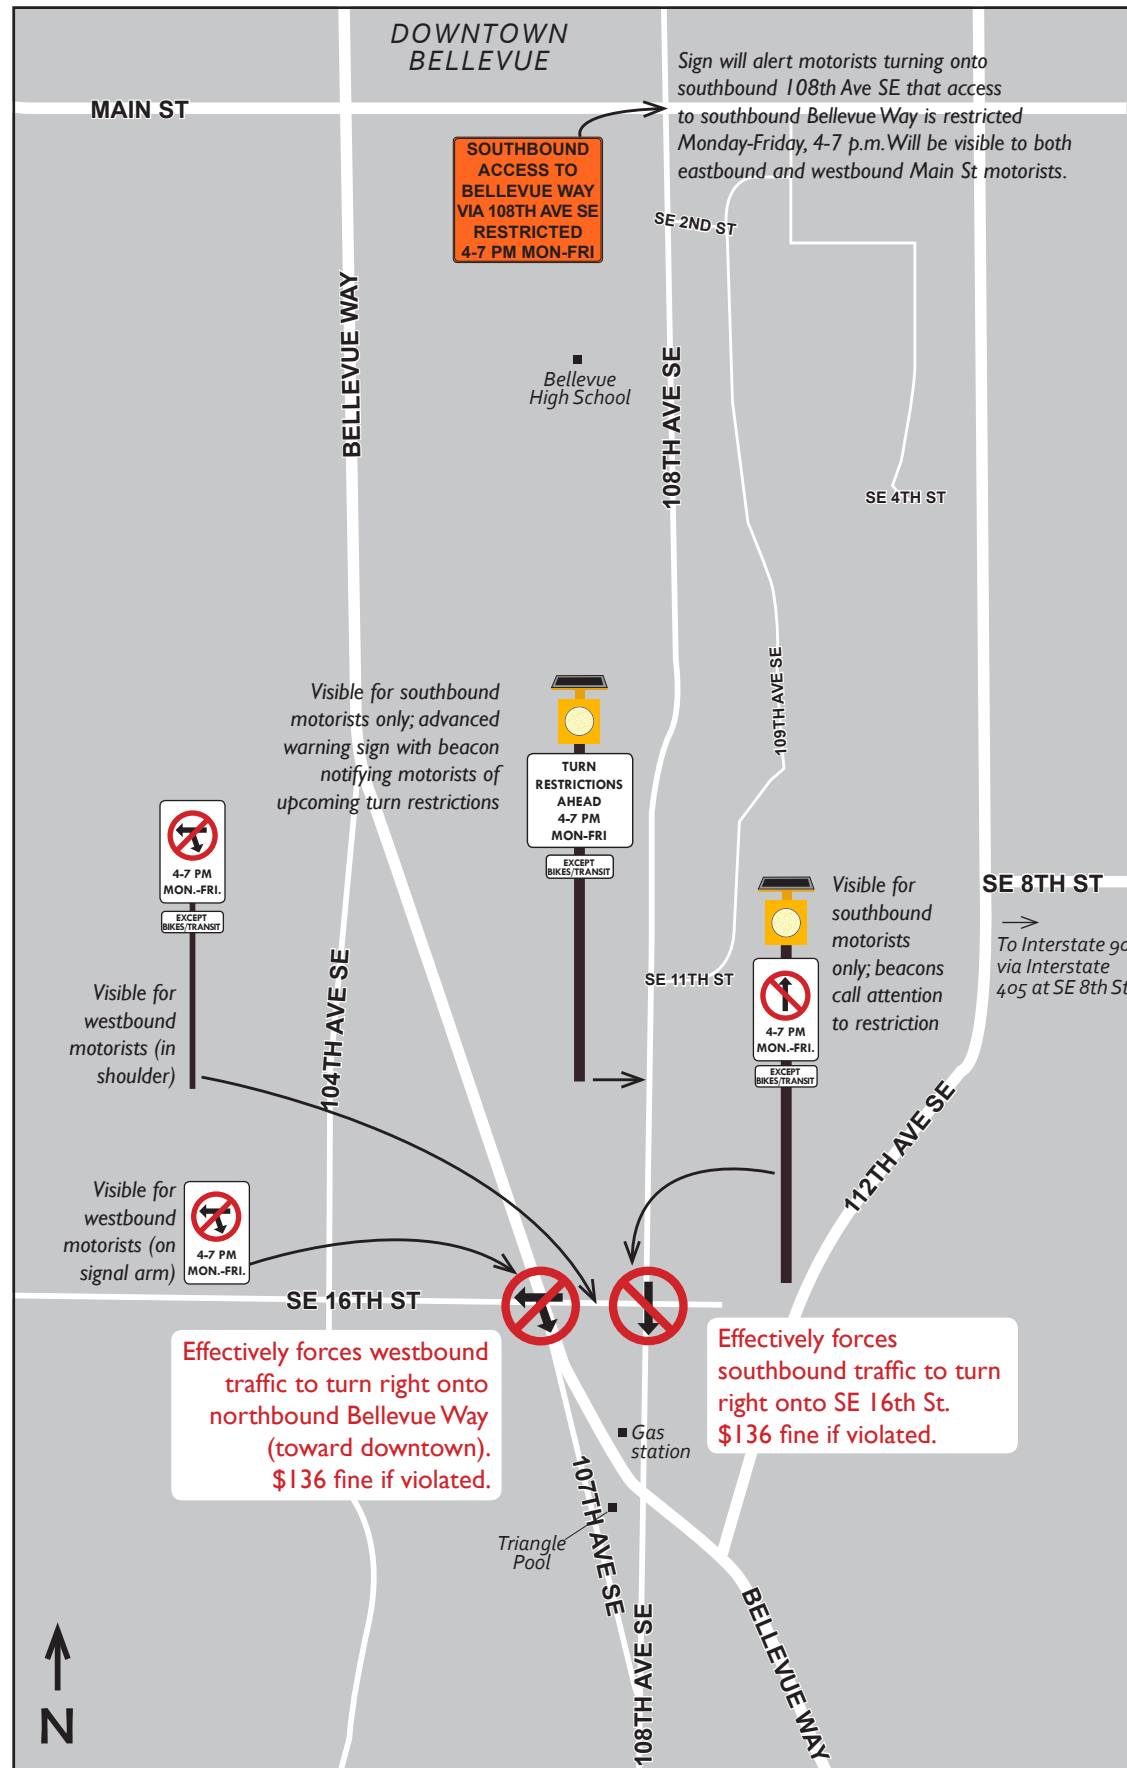 DOWNTOWN
BELLEVUE
Sign will alert motorists turning onto
southbound 108th Ave SE that access
to southbound Bellevue Way is restricted
Monday-Friday, 4-7 p.m. Will be visible to both
eastbound and westbound Main St motorists.
MAIN ST
SOUTHBOUND
ACCESS TO
BELLEVUE WAY
VIA 108TH AVE SE
RESTRICTED
4-7 PM MON-FRI
SE 2ND ST
BELLEVUE WAY
Bellevue
High School
108TH AVE SE
SE 4TH ST
109TH AVE SE
Visible for southbound
motorists only; advanced
warning sign with beacon
notifying motorists of
upcoming turn restrictions
TURN
RESTRICTIONS
AHEAD
4-7 PM
MON-FRI
EXCEPT
BIKES/TRANSIT
4-7 PM
MON.-FRI.
EXCEPT
BIKES/TRANSIT
Visible for
southbound
motorists
only; beacons
call attention
to restriction
SE 8TH ST
To Interstate 90
via Interstate
405 at SE 8th St
SE 11TH ST
4-7 PM
MON.-FRI.
EXCEPT
BIKES/TRANSIT
Visible for
westbound
motorists (in
shoulder)
104TH AVE SE
112TH AVE SE
Visible for
westbound
motorists (on
signal arm)
4-7 PM
MON.-FRI.
SE 16TH ST
Effectively forces westbound
traffic to turn right onto
northbound Bellevue Way
(toward downtown).
$136 fine if violated.
Effectively forces
southbound traffic to turn
right onto SE 16th St.
$136 fine if violated.
Gas
station
107TH AVE SE
Triangle
Pool
108TH AVE SE
BELLEVUE WAY
N